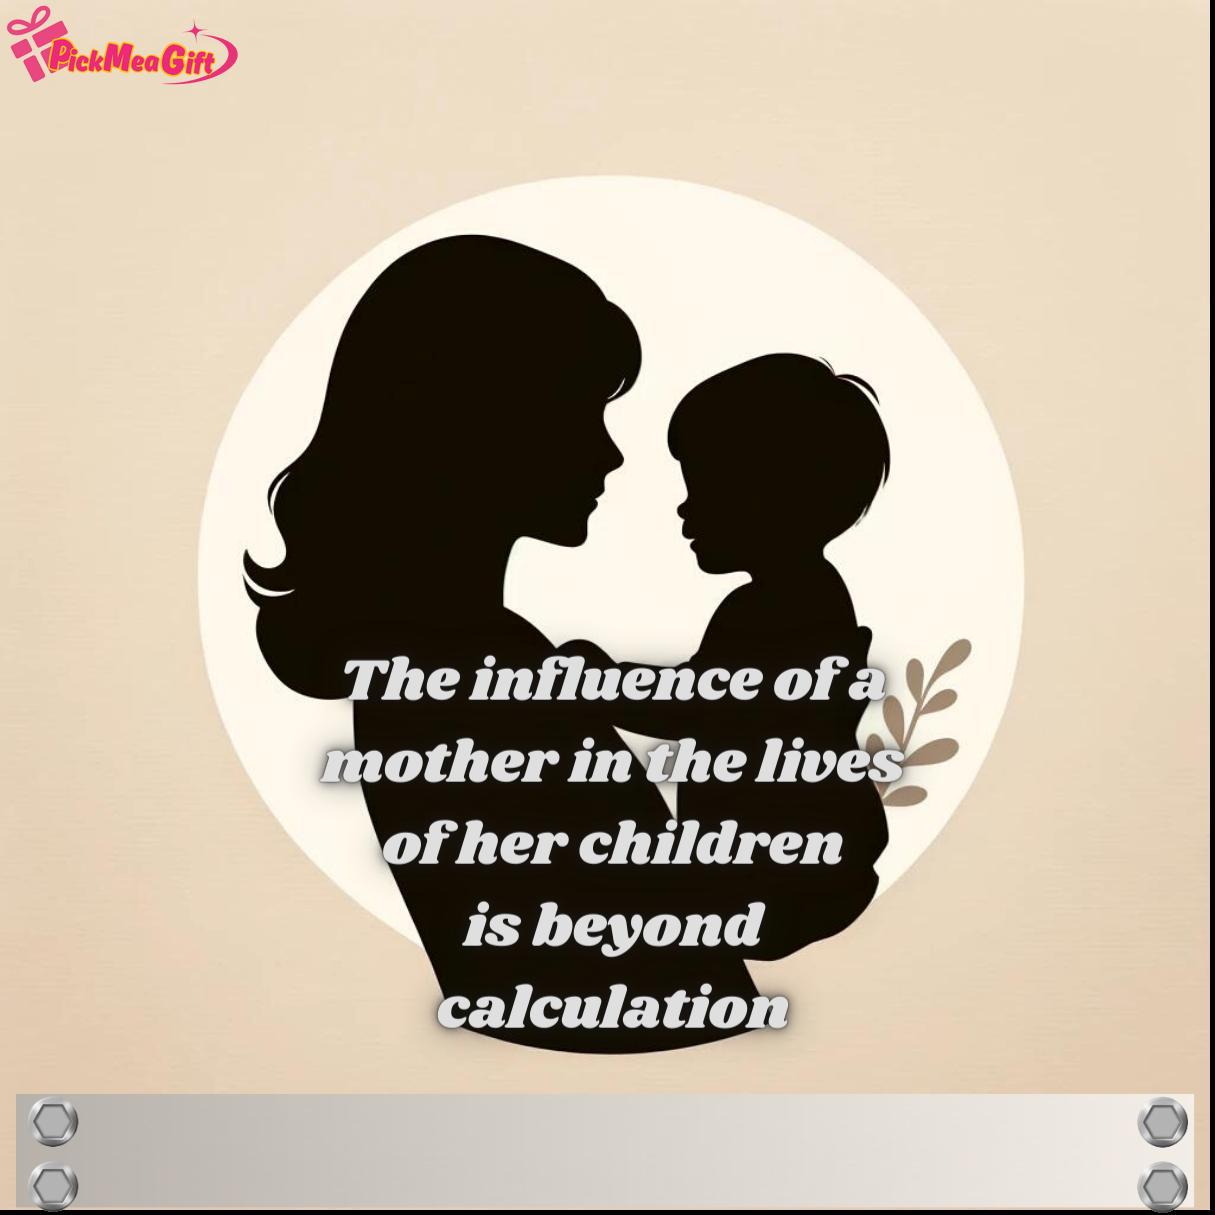 PickMeaGift
The influence of a
mother in the lives
of her children
is beyond
calculation